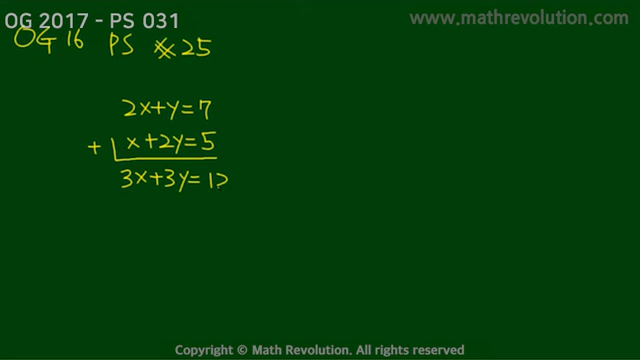 OG 2017 - PS 031
www.mathrevolution.com
OG 16 PS ※25
2x+y=7
+ x+2y=5
3x+3y=12
Copyright © Math Revolution. All rights reserved